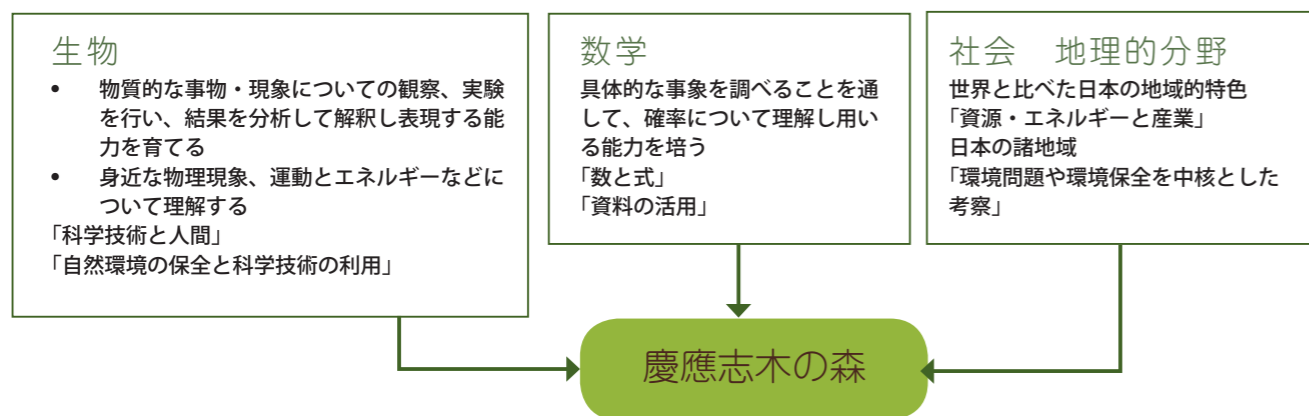 生物
• 物質的な事物・現象についての観察、実験
を行い、結果を分析して解釈し表現する能
力を育てる
• 身近な物理現象、運動とエネルギーなどに
ついて理解する
「科学技術と人間」
「自然環境の保全と科学技術の利用」
数学
具体的な事象を調べることを通
して、確率について理解し用い
る能力を培う
「数と式」
「資料の活用」
社会　地理的分野
世界と比べた日本の地域的特色
「資源・エネルギーと産業」
日本の諸地域
「環境問題や環境保全を中核とした
考察」
慶應志木の森